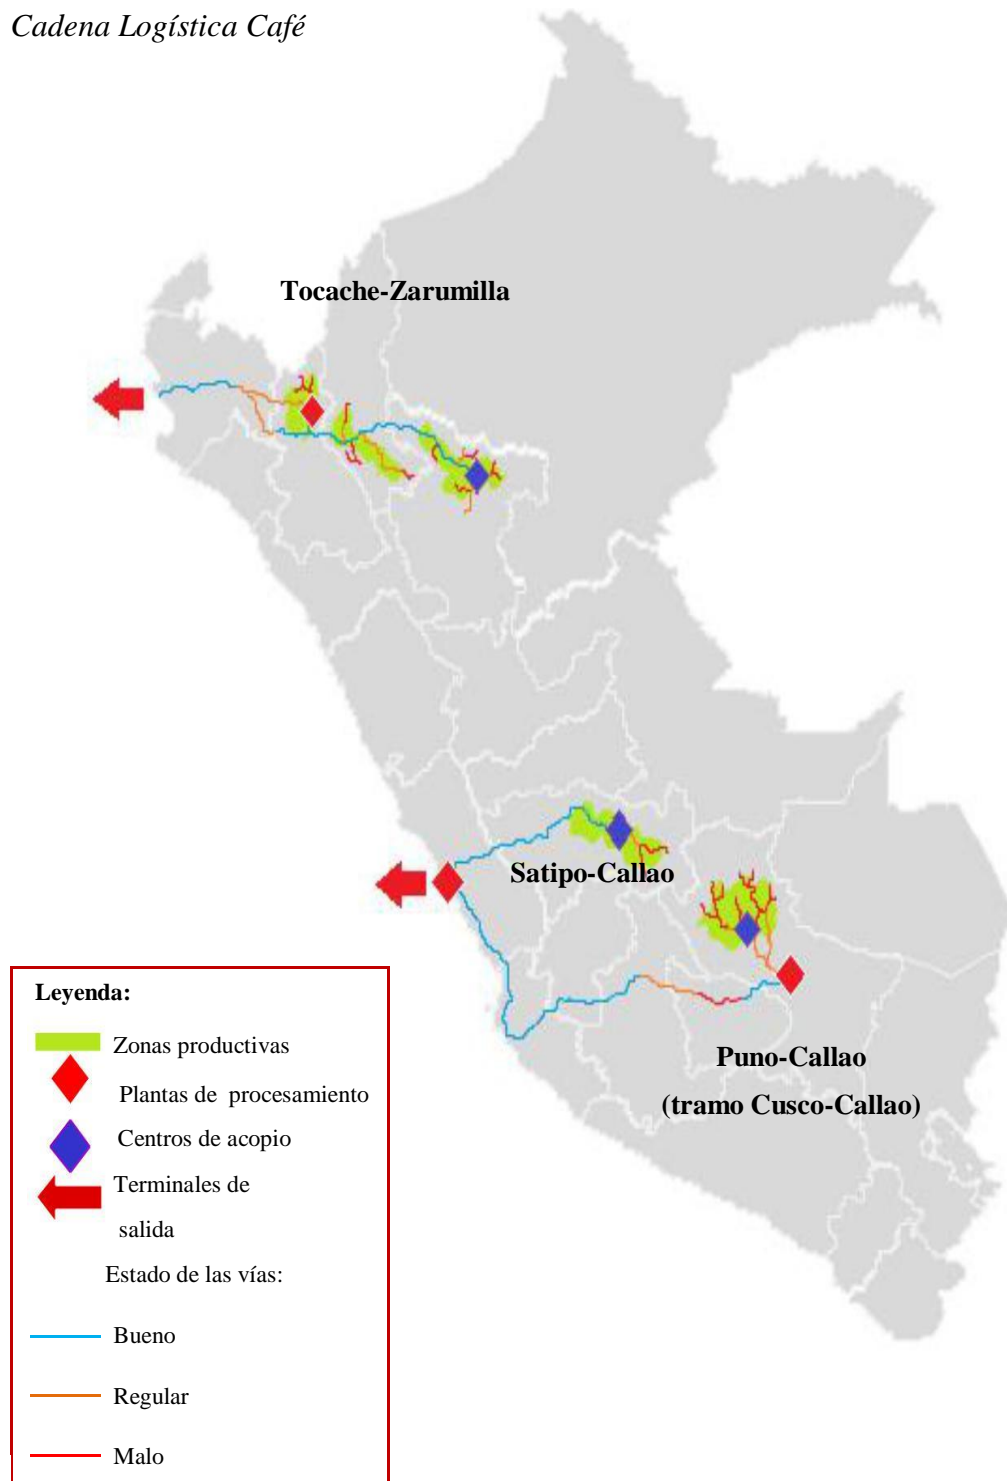 Cadena Logística Café
Tocache-Zarumilla
Satipo-Callao
Puno-Callao
(tramo Cusco-Callao)
Leyenda:
Zonas productivas
Plantas de procesamiento
Centros de acopio
Terminales de
salida
Estado de las vías:
Bueno
Regular
Malo